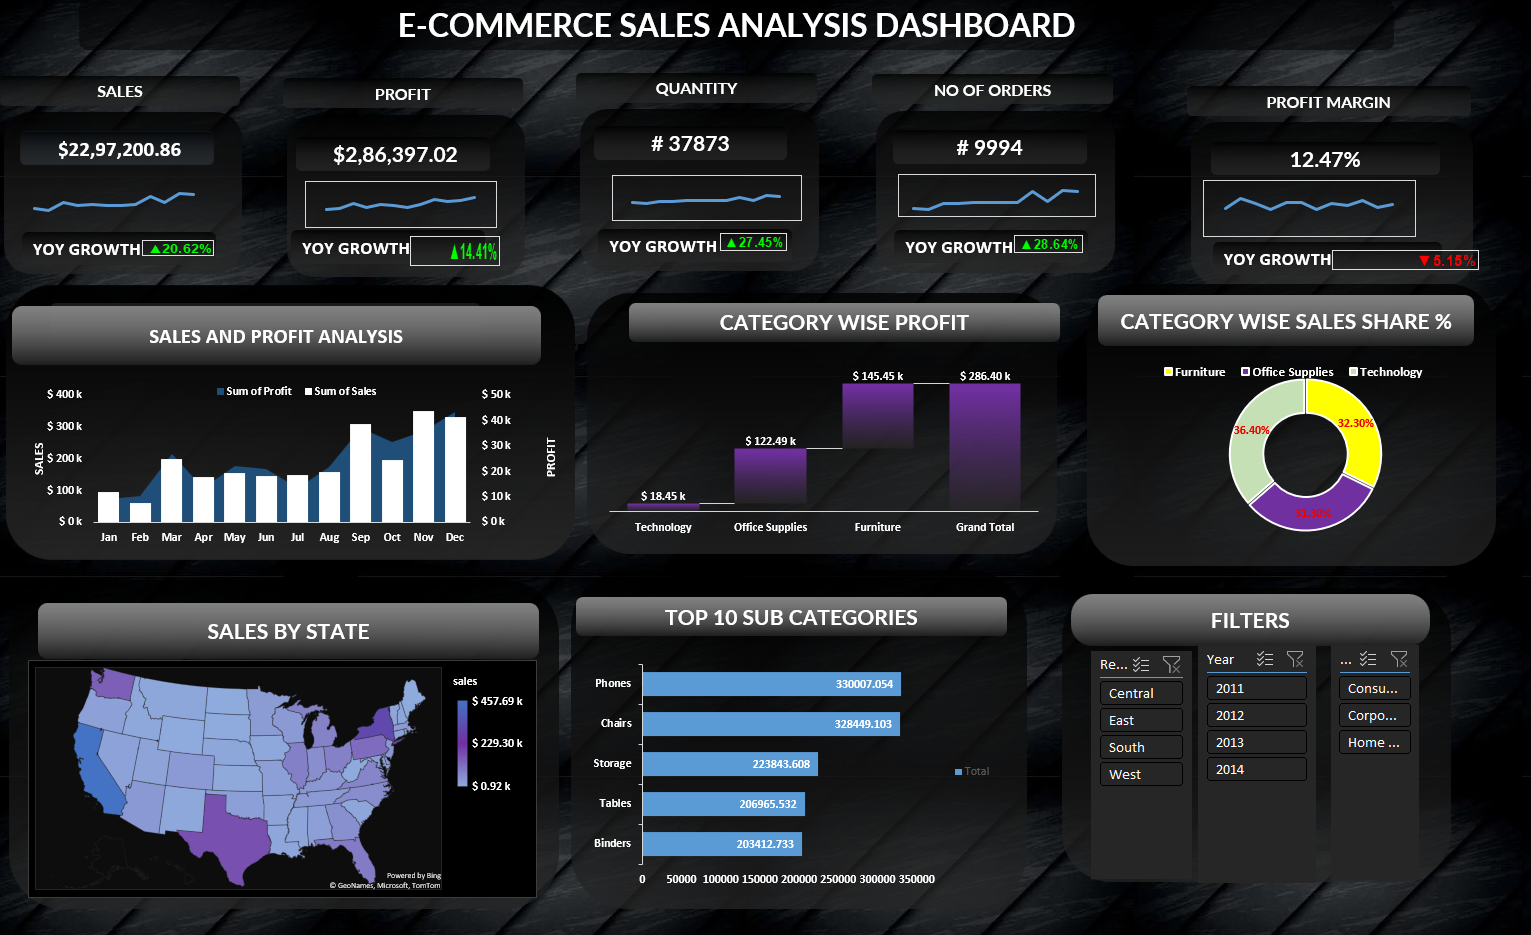 E-COMMERCE SALES ANALYSIS DASHBOARD
SALES
$22,97,200.86
YOY GROWTH ▲20.62%
PROFIT
$2,86,397.02
YOY GROWTH ▲14.41%
QUANTITY
# 37873
YOY GROWTH ▲27.45%
NO OF ORDERS
# 9994
YOY GROWTH ▲28.64%
PROFIT MARGIN
12.47%
YOY GROWTH ▼5.15%
SALES AND PROFIT ANALYSIS
Sum of Profit Sum of Sales
SALES
$ 400 k
$ 300 k
$ 200 k
$ 100 k
$ 0 k
$ 50 k
$ 40 k
$ 30 k
$ 20 k
$ 10 k
$ 0 k
PROFIT
Jan Feb Mar Apr May Jun Jul Aug Sep Oct Nov Dec
CATEGORY WISE PROFIT
$ 18.45 k
$ 122.49 k
$ 145.45 k
$ 286.40 k
Technology Office Supplies Furniture Grand Total
CATEGORY WISE SALES SHARE %
Furniture Office Supplies Technology
36.40%
32.30%
31.30%
SALES BY STATE
sales
$ 457.69 k
$ 229.30 k
$ 0.92 k
Powered by Bing
© GeoNames, Microsoft, TomTom
TOP 10 SUB CATEGORIES
Phones 330007.054
Chairs 328449.103
Storage 223843.608
Tables 206965.532
Binders 203412.733
0 50000 100000 150000 200000 250000 300000 350000
Total
FILTERS
Re...
Central
East
South
West
Year
2011
2012
2013
2014
...
Consu...
Corpo...
Home ...